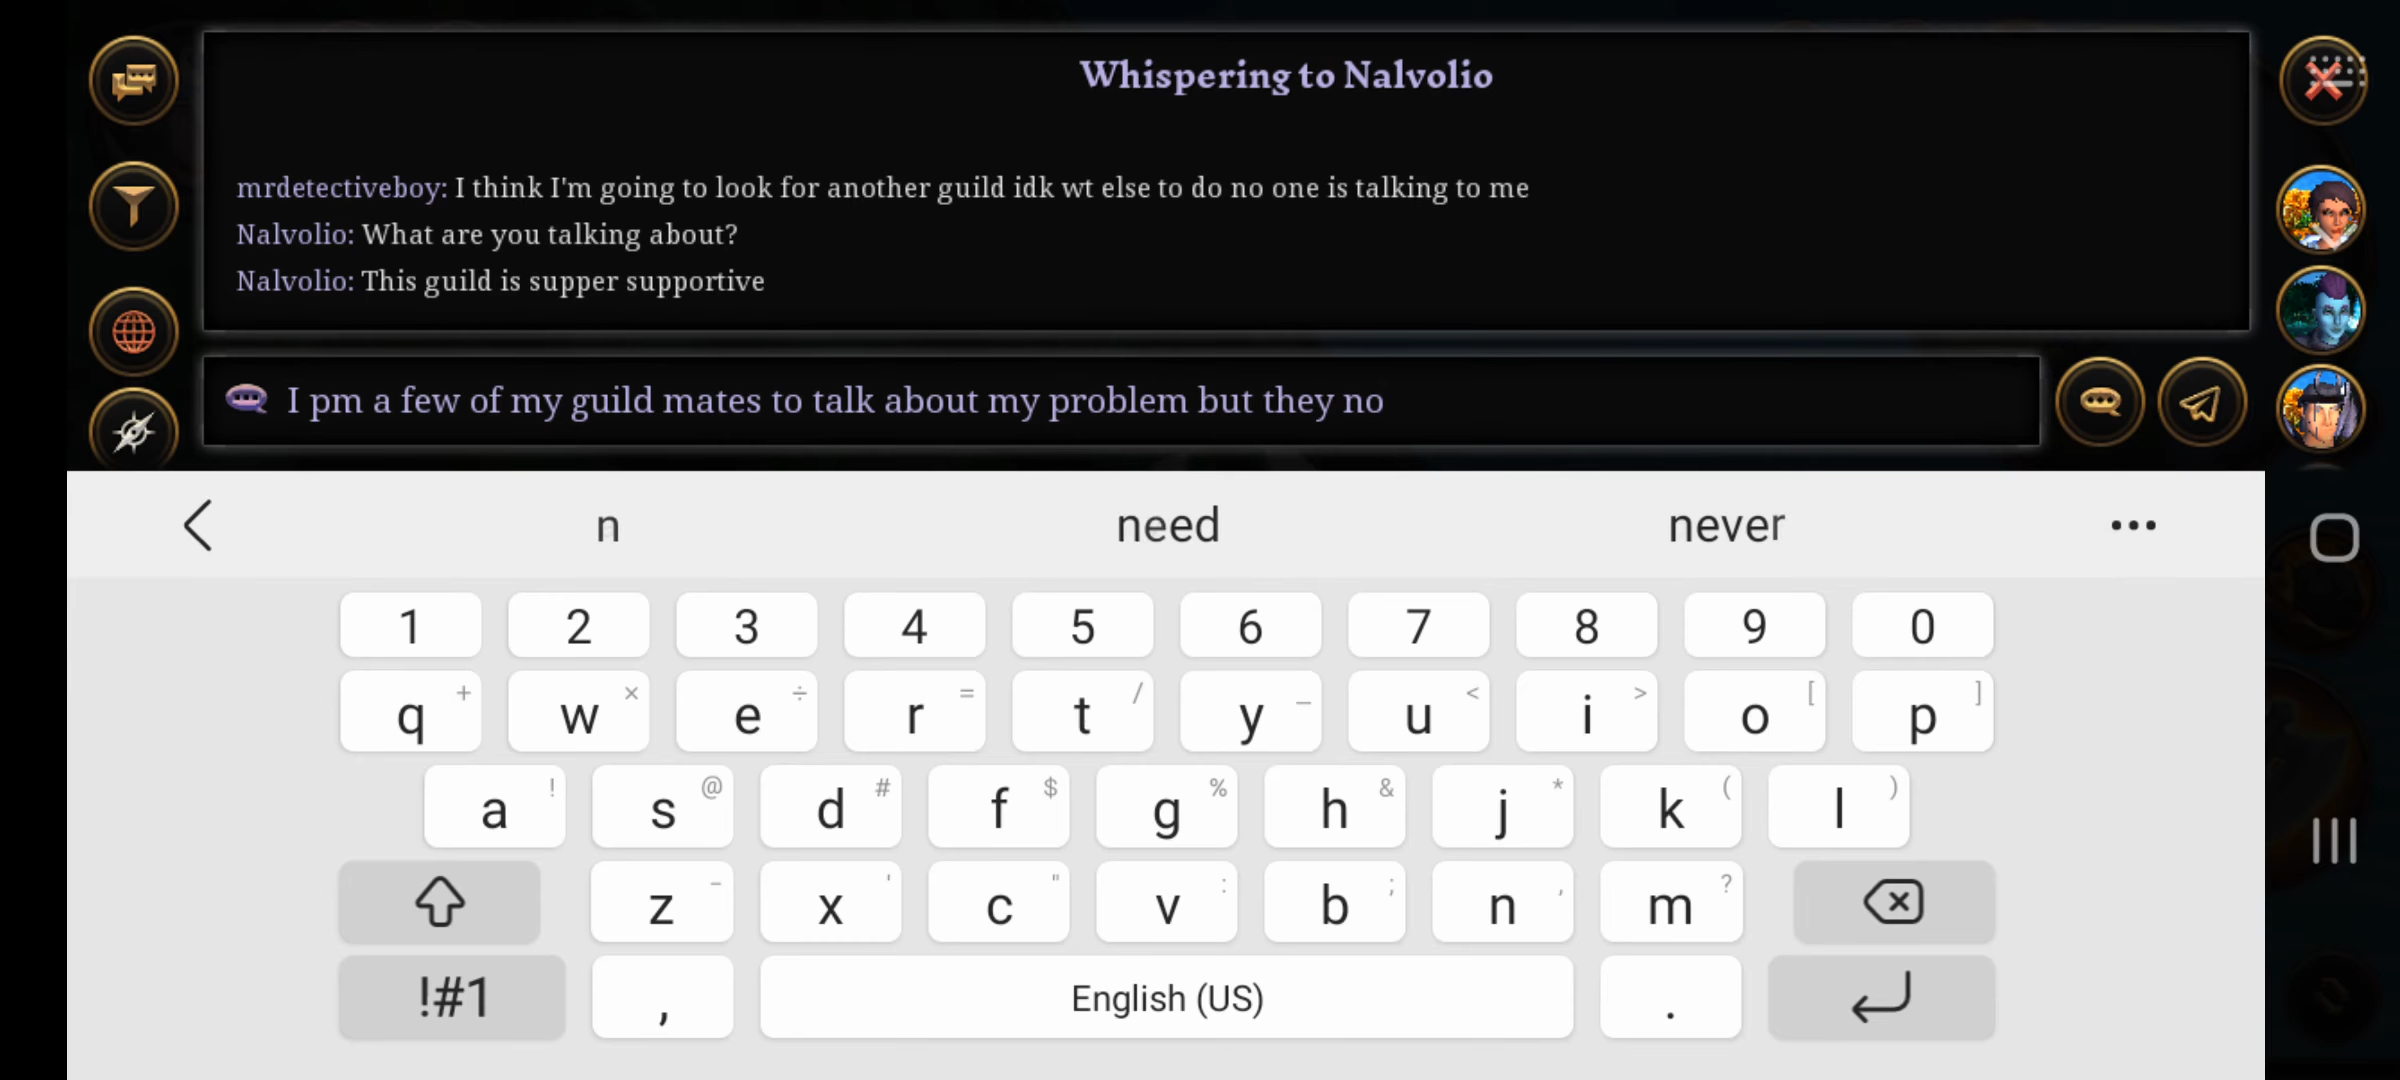 Whispering to Nalvolio
mrdetectiveboy: I think I'm going to look for another guild idk wt else to do no one is talking to me
Nalvolio: What are you talking about?
Nalvolio: This guild is supper supportive
I pm a few of my guild mates to talk about my problem but they no
n need never
1 2 3 4 5 6 7 8 9 0
q + w × e ÷ r = t / y _ u < i > o [ p ]
a ! s @ d # f $ g % h & j * k ( l )
z - x ' c " v : b ; n , m ?
!#1 , English (US) .